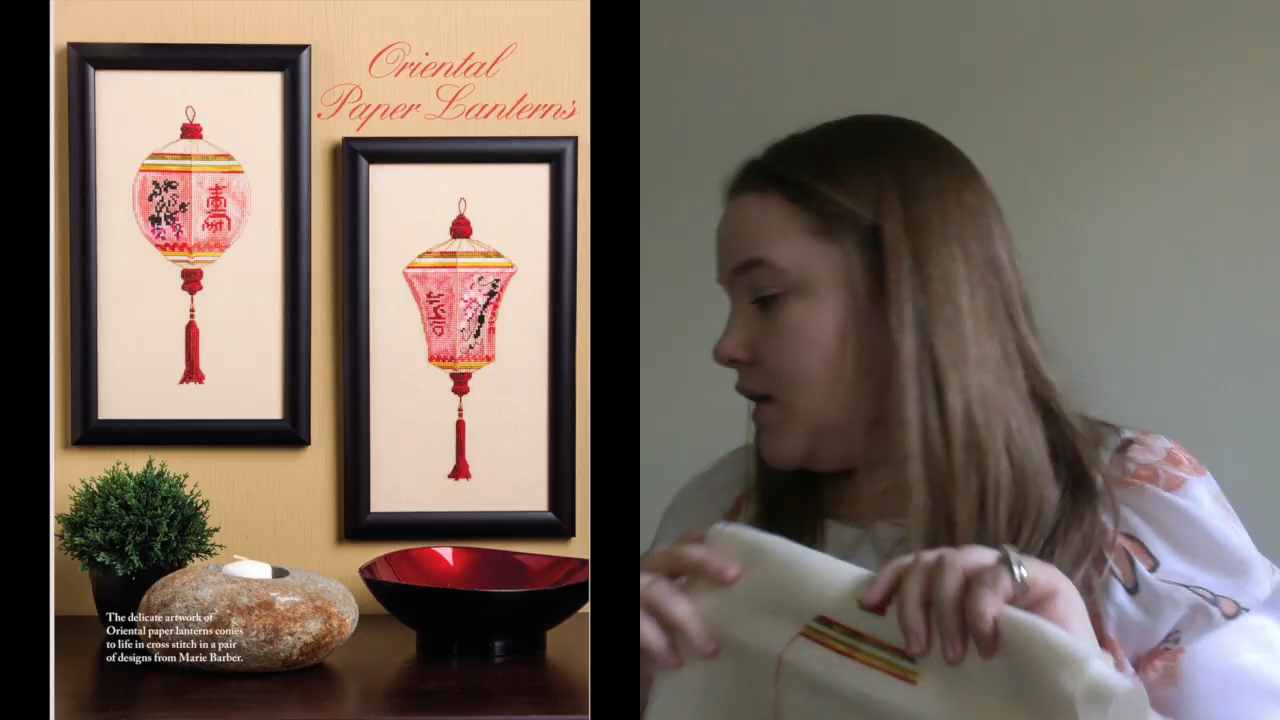 Oriental
Paper Lanterns
The delicate artwork of
Oriental paper lanterns comes
to life in cross stitch in a pair
of designs from Marie Barber.